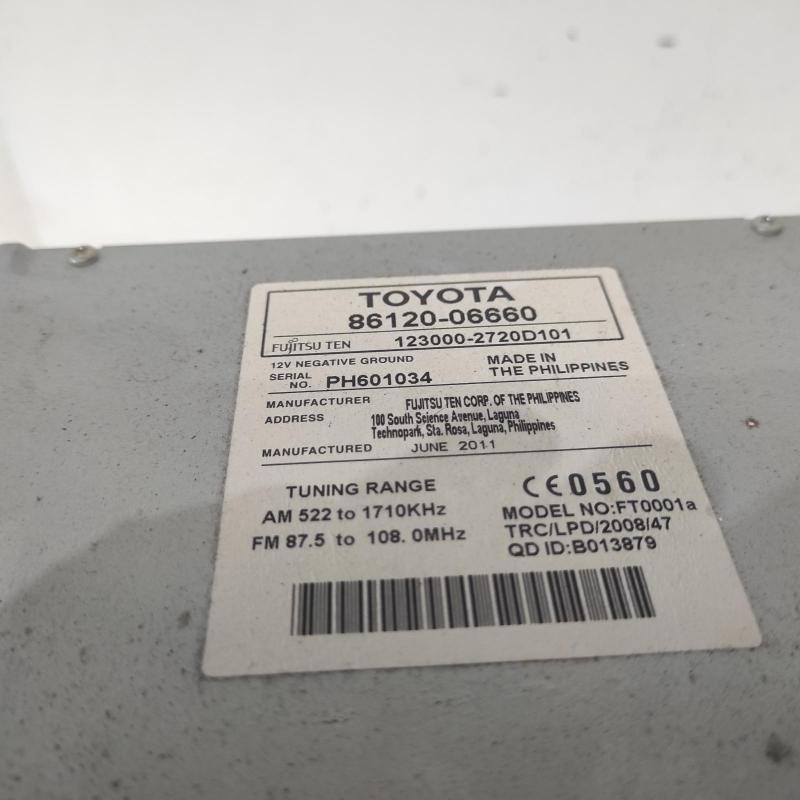 TOYOTA
86120-06660
FUJITSU TEN 123000-2720D101
12V NEGATIVE GROUND
SERIAL NO. PH601034
MADE IN THE PHILIPPINES
MANUFACTURER FUJITSU TEN CORP. OF THE PHILIPPINES
ADDRESS 100 South Science Avenue, Laguna
Technopark, Sta. Rosa, Laguna, Philippines
MANUFACTURED JUNE 2011
TUNING RANGE
AM 522 to 1710KHz
FM 87.5 to 108.0MHz
CE0560
MODEL NO:FT0001a
TRC/LPD/2008/47
QD ID:B013879